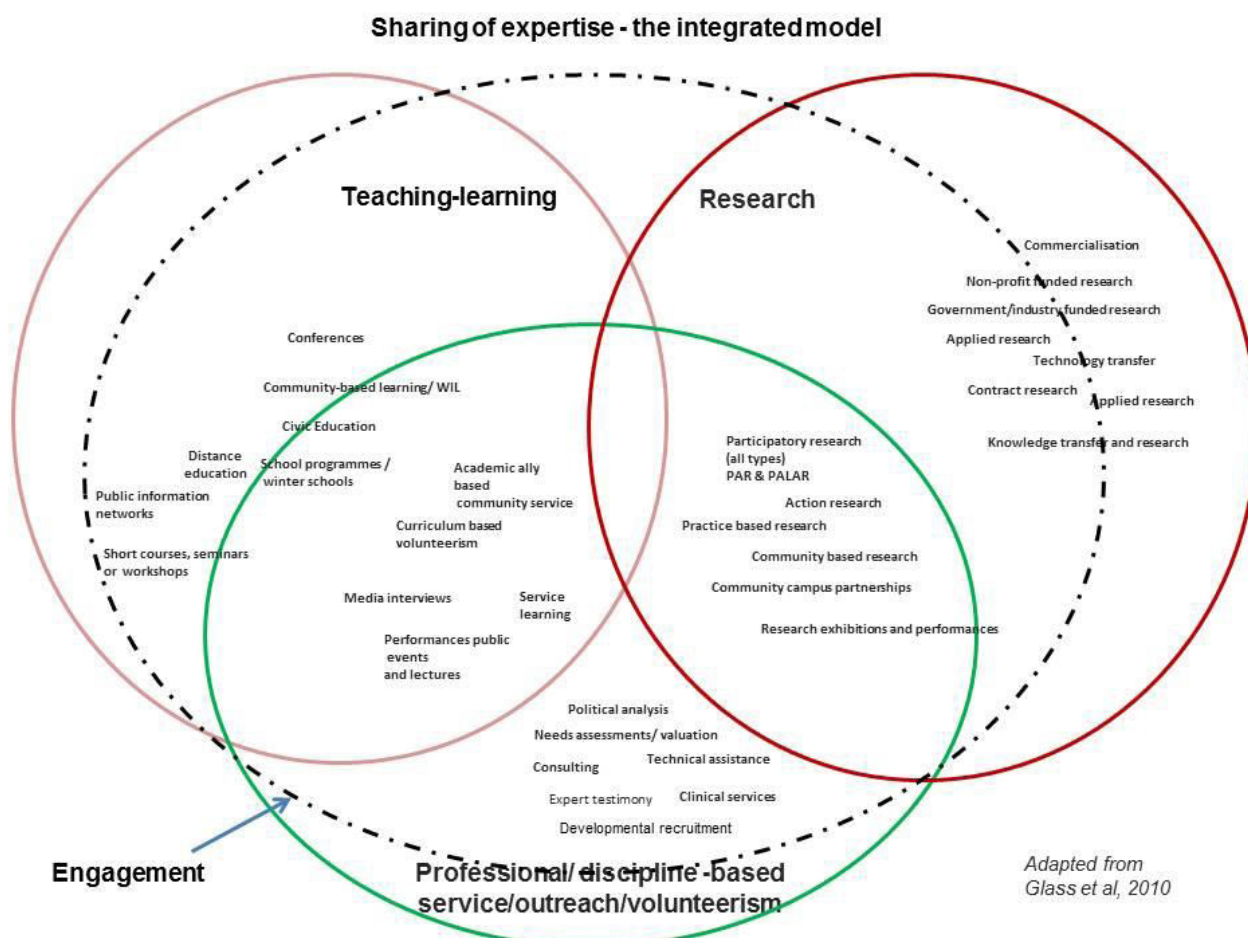 Sharing of expertise - the integrated model
Teaching-learning
Research
Commercialisation
Non-profit funded research
Government/industry funded research
Applied research
Technology transfer
Contract research
Applied research
Knowledge transfer and research
Conferences
Community-based learning/ WIL
Civic Education
Distance
education
School programmes /
winter schools
Public information
networks
Short courses, seminars
or workshops
Academic ally
based
community service
Curriculum based
volunteerism
Media interviews
Service
learning
Performances public
events
and lectures
Participatory research
(all types)
PAR & PALAR
Action research
Practice based research
Community based research
Community campus partnerships
Research exhibitions and performances
Political analysis
Needs assessments/ valuation
Technical assistance
Consulting
Expert testimony
Clinical services
Developmental recruitment
Engagement
Professional/ discipline -based
service/outreach/volunteerism
Adapted from
Glass et al, 2010